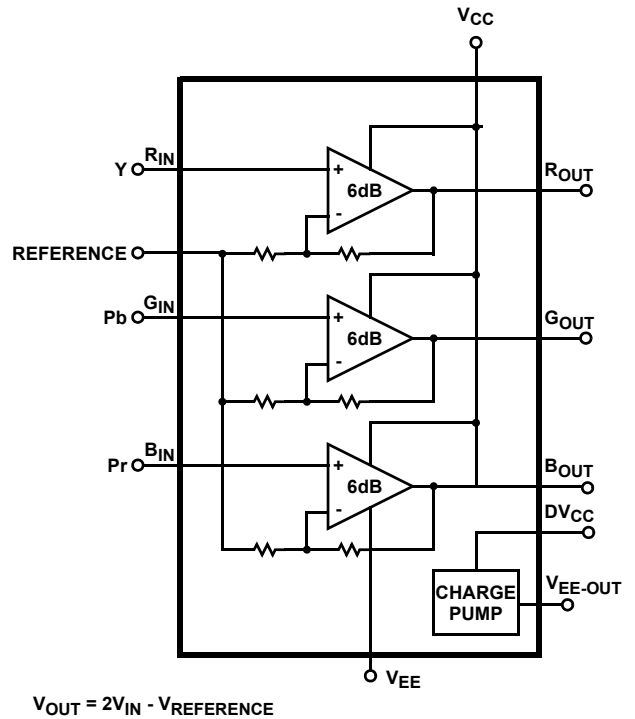 VCC
Y
RIN
+
6dB
-
ROUT
REFERENCE
Pb
GIN
+
6dB
-
GOUT
Pr
BIN
+
6dB
-
BOUT
DVCC
CHARGE
PUMP
VEE-OUT
VEE
VOUT = 2VIN - VREFERENCE